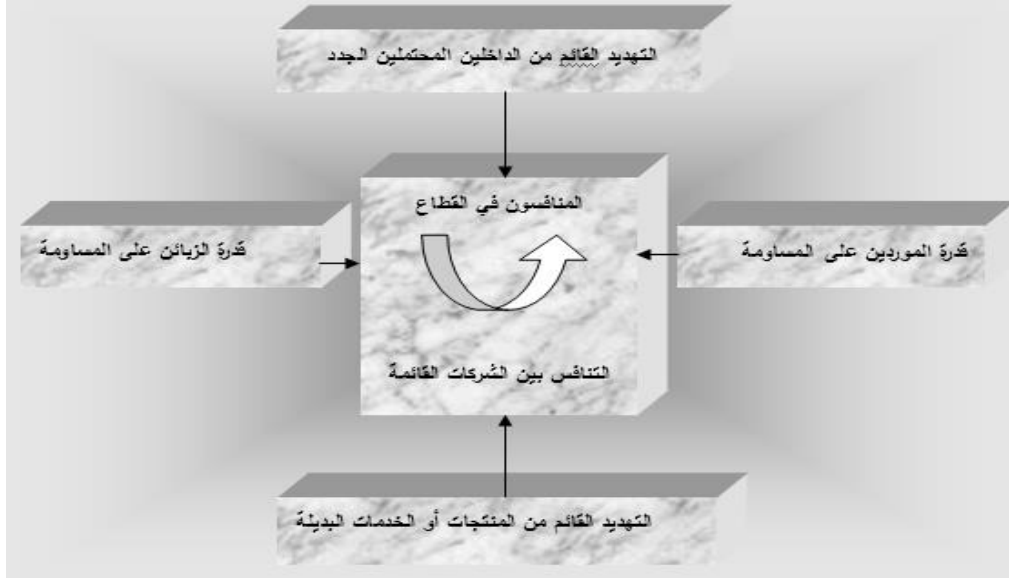 التهديد القائم من الداخلين المحتملين الجدد
المنافسون في القطاع
قدرة الموردين على المساومة
قدرة الزبائن على المساومة
التنافس بين الشركات القائمة
التهديد القائم من المنتجات أو الخدمات البديلة